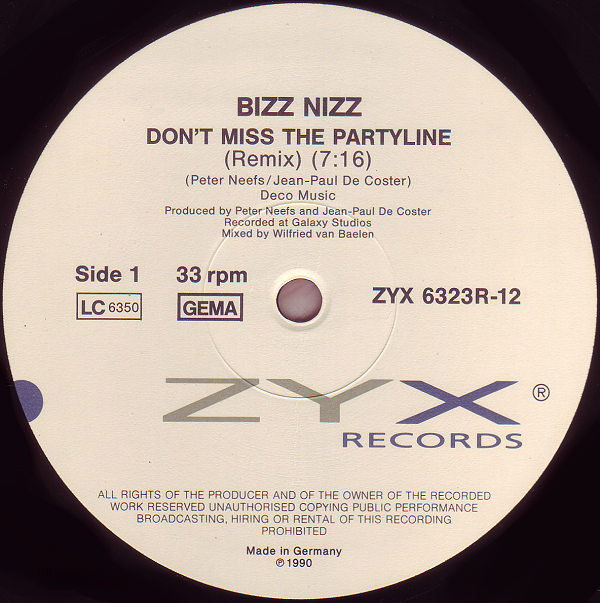 BIZZ NIZZ
DON'T MISS THE PARTYLINE
(Remix) (7:16)
(Peter Neefs/Jean-Paul De Coster)
Deco Music
Produced by Peter Neefs and Jean-Paul De Coster
Recorded at Galaxy Studios
Mixed by Wilfried van Baelen
Side 1 33 rpm
LC 6350 GEMA ZYX 6323R-12
ZYX ®
RECORDS
ALL RIGHTS OF THE PRODUCER AND OF THE OWNER OF THE RECORDED
WORK RESERVED UNAUTHORISED COPYING PUBLIC PERFORMANCE
BROADCASTING, HIRING OR RENTAL OF THIS RECORDING
PROHIBITED
Made in Germany
℗ 1990